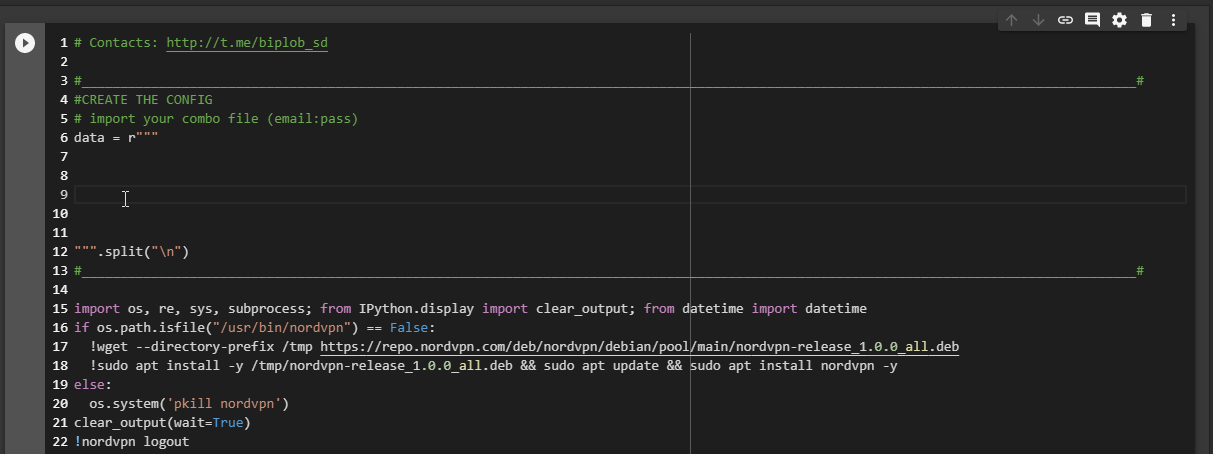 1 # Contacts: http://t.me/biplob_sd
2
3 #___________________________________________________________________________________________________________________________________________#
4 #CREATE THE CONFIG
5 # import your combo file (email:pass)
6 data = r"""
7
8
9
10
11
12 """.split("\n")
13 #___________________________________________________________________________________________________________________________________________#
14
15 import os, re, sys, subprocess; from IPython.display import clear_output; from datetime import datetime
16 if os.path.isfile("/usr/bin/nordvpn") == False:
17   !wget --directory-prefix /tmp https://repo.nordvpn.com/deb/nordvpn/debian/pool/main/nordvpn-release_1.0.0_all.deb
18   !sudo apt install -y /tmp/nordvpn-release_1.0.0_all.deb && sudo apt update && sudo apt install nordvpn -y
19 else:
20   os.system('pkill nordvpn')
21 clear_output(wait=True)
22 !nordvpn logout